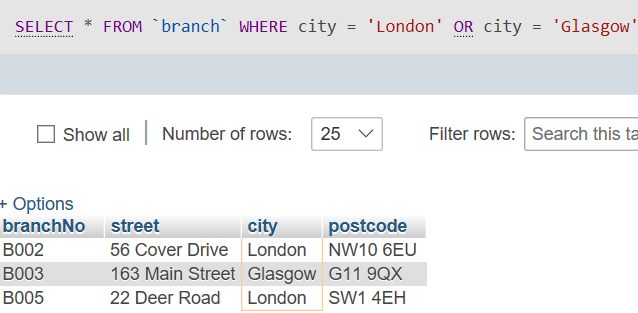 SELECT * FROM `branch` WHERE city = 'London' OR city = 'Glasgow'
Show all | Number of rows: 25 Filter rows: Search this ta
+ Options
branchNo street city postcode
B002 56 Cover Drive London NW10 6EU
B003 163 Main Street Glasgow G11 9QX
B005 22 Deer Road London SW1 4EH